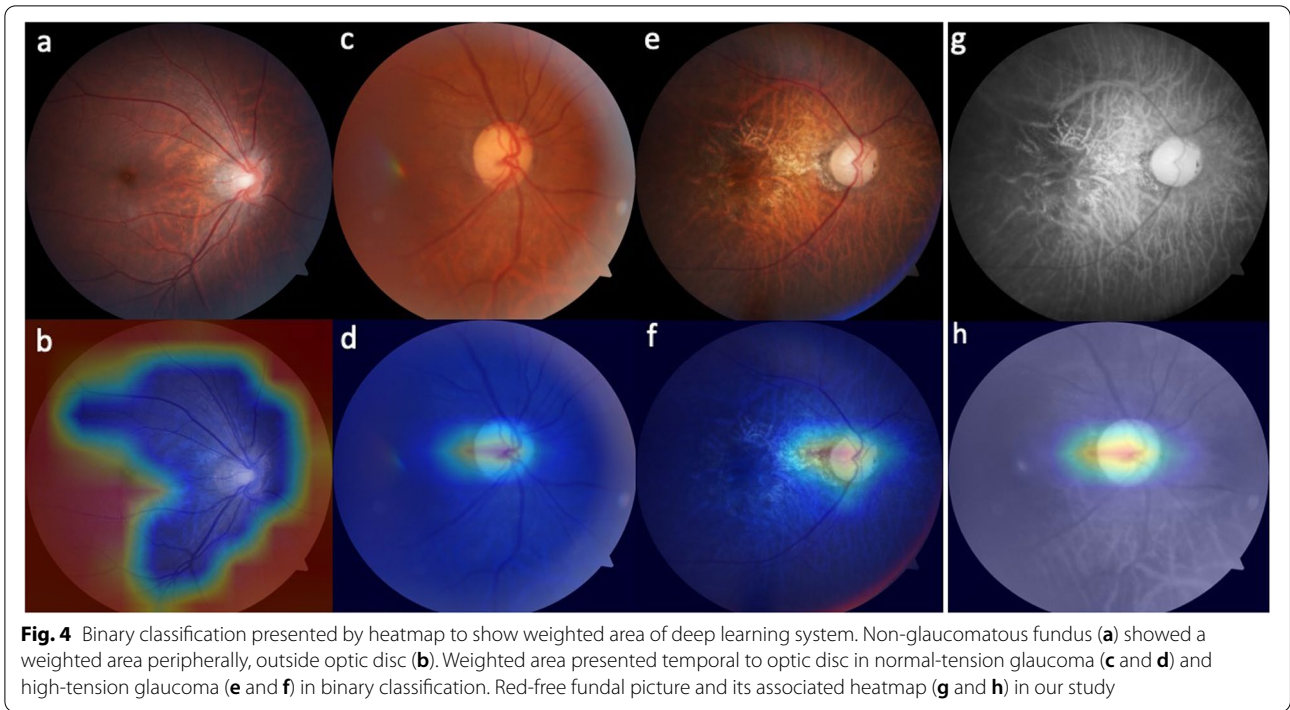 a c e g
b d f h
Fig. 4 Binary classification presented by heatmap to show weighted area of deep learning system. Non-glaucomatous fundus (a) showed a
weighted area peripherally, outside optic disc (b). Weighted area presented temporal to optic disc in normal-tension glaucoma (c and d) and
high-tension glaucoma (e and f) in binary classification. Red-free fundal picture and its associated heatmap (g and h) in our study